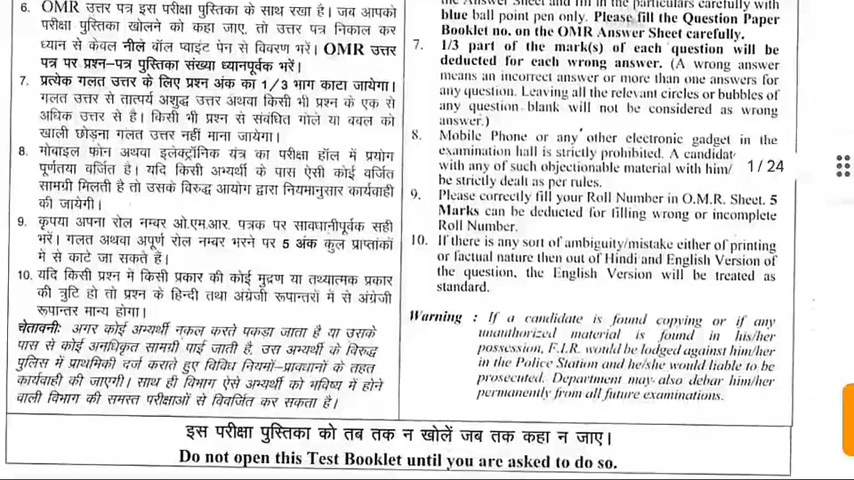 6. OMR उत्तर पत्र इस परीक्षा पुस्तिका के साथ रखा है। जब आपको
परीक्षा पुस्तिका खोलने को कहा जाए, तो उत्तर पत्र निकाल कर
ध्यान से केवल नीले बॉल प्वाइंट पेन से विवरण भरें। OMR उत्तर
पत्र पर प्रश्न-पत्र पुस्तिका संख्या ध्यानपूर्वक भरें।
7. प्रत्येक गलत उत्तर के लिए प्रश्न अंक का 1/3 भाग काटा जायेगा।
गलत उत्तर से तात्पर्य अशुद्ध उत्तर अथवा किसी भी प्रश्न के एक से
अधिक उत्तर से है। किसी भी प्रश्न से संबंधित गोले या बबल को
खाली छोड़ना गलत उत्तर नहीं माना जायेगा।
8. मोबाइल फोन अथवा इलेक्ट्रॉनिक यंत्र का परीक्षा हॉल में प्रयोग
पूर्णतया वर्जित है। यदि किसी अभ्यर्थी के पास ऐसी कोई वर्जित
सामग्री मिलती है तो उसके विरुद्ध आयोग द्वारा नियमानुसार कार्यवाही
की जायेगी।
9. कृपया अपना रोल नम्बर ओ.एम.आर. पत्रक पर सावधानीपूर्वक सही
भरें। गलत अथवा अपूर्ण रोल नम्बर भरने पर 5 अंक कुल प्राप्तांकों
में से काटे जा सकते हैं।
10. यदि किसी प्रश्न में किसी प्रकार की कोई मुद्रण या तथ्यात्मक प्रकार
की त्रुटि हो तो प्रश्न के हिन्दी तथा अंग्रेजी रूपान्तरों में से अंग्रेजी
रूपान्तर मान्य होगा।
चेतावनी: अगर कोई अभ्यर्थी नकल करते पकड़ा जाता है या उसके
पास से कोई अनधिकृत सामग्री पाई जाती है, उस अभ्यर्थी के विरुद्ध
पुलिस में प्राथमिकी दर्ज कराते हुए विविध नियमों-प्रावधानों के तहत
कार्यवाही की जाएगी। साथ ही विभाग ऐसे अभ्यर्थी को भविष्य में होने
वाली विभाग की समस्त परीक्षाओं से विवर्जित कर सकता है।
the Answer Sheet and fill in the particulars carefully with
blue ball point pen only. Please fill the Question Paper
Booklet no. on the OMR Answer Sheet carefully.
7. 1/3 part of the mark(s) of each question will be
deducted for each wrong answer. (A wrong answer
means an incorrect answer or more than one answers for
any question. Leaving all the relevant circles or bubbles of
any question blank will not be considered as wrong
answer.)
8. Mobile Phone or any other electronic gadget in the
examination hall is strictly prohibited. A candidat
with any of such objectionable material with him/ 1/24
be strictly dealt as per rules.
9. Please correctly fill your Roll Number in O.M.R. Sheet. 5
Marks can be deducted for filling wrong or incomplete
Roll Number.
10. If there is any sort of ambiguity/mistake either of printing
or factual nature then out of Hindi and English Version of
the question, the English Version will be treated as
standard.
Warning : If a candidate is found copying or if any
unauthorized material is found in his/her
possession, F.I.R. would be lodged against him/her
in the Police Station and he/she would liable to be
prosecuted. Department may also debar him/her
permanently from all future examinations.
इस परीक्षा पुस्तिका को तब तक न खोलें जब तक कहा न जाए।
Do not open this Test Booklet until you are asked to do so.